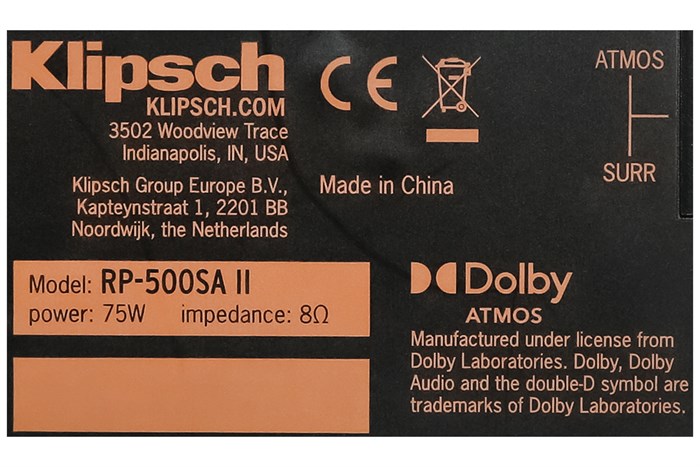 Klipsch
KLIPSCH.COM
3502 Woodview Trace
Indianapolis, IN, USA
Klipsch Group Europe B.V.,
Kapteynstraat 1, 2201 BB
Noordwijk, the Netherlands
CE
Made in China
ATMOS
SURR
Model: RP-500SA II
power: 75W impedance: 8Ω
Dolby
ATMOS
Manufactured under license from
Dolby Laboratories. Dolby, Dolby
Audio and the double-D symbol are
trademarks of Dolby Laboratories.